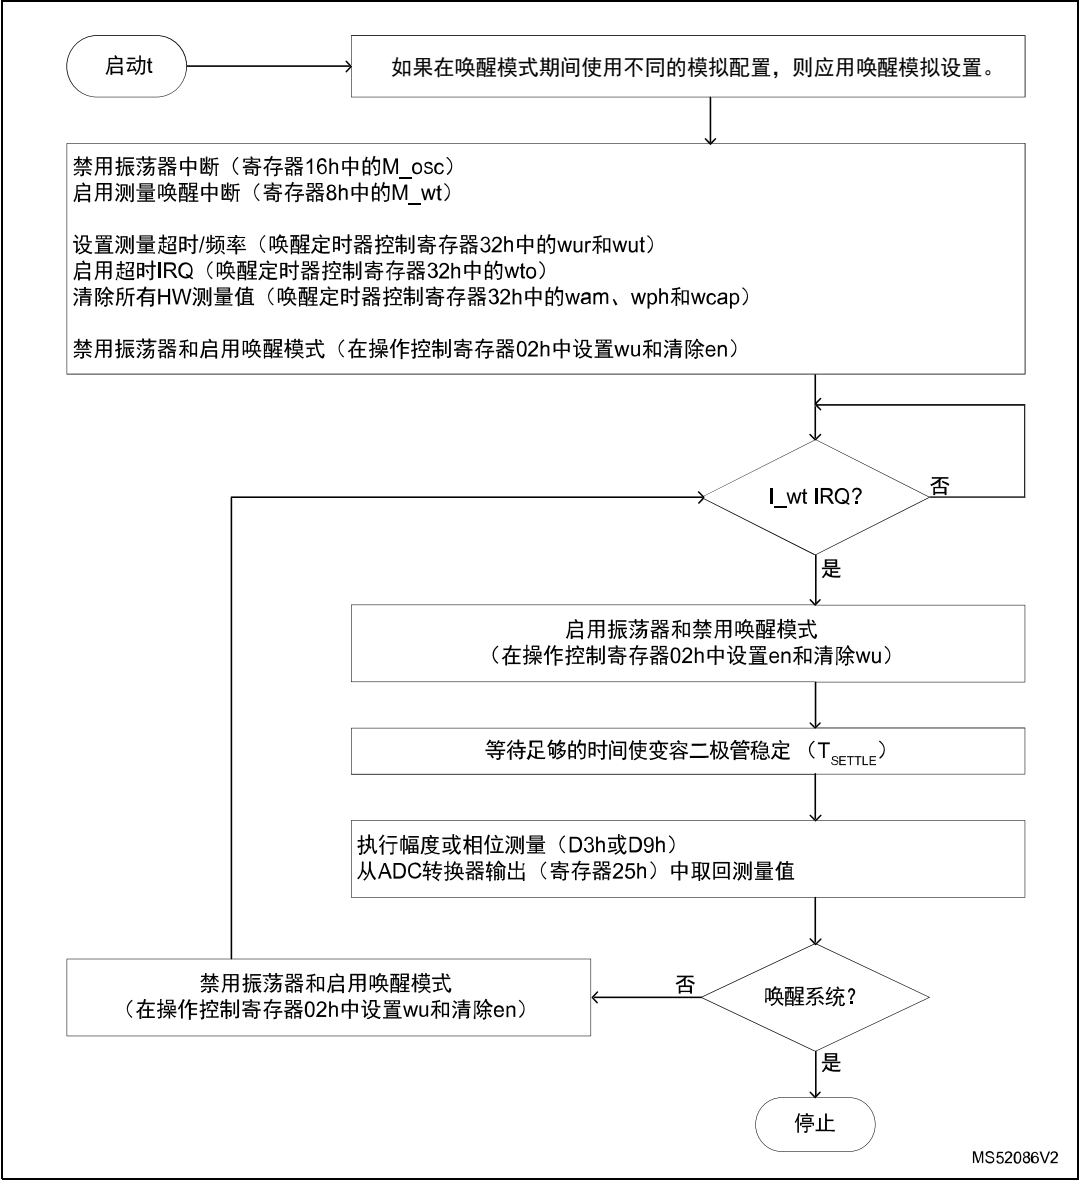 启动t
如果在唤醒模式期间使用不同的模拟配置，则应用唤醒模拟设置。
禁用振荡器中断（寄存器16h中的M_osc）
启用测量唤醒中断（寄存器8h中的M_wt）
设置测量超时/频率（唤醒定时器控制寄存器32h中的wur和wut）
启用超时IRQ（唤醒定时器控制寄存器32h中的wto）
清除所有HW测量值（唤醒定时器控制寄存器32h中的wam、wph和wcap）
禁用振荡器和启用唤醒模式（在操作控制寄存器02h中设置wu和清除en）
I_wt IRQ?
否
是
启用振荡器和禁用唤醒模式
（在操作控制寄存器02h中设置en和清除wu）
等待足够的时间使变容二极管稳定 （TSETTLE）
执行幅度或相位测量（D3h或D9h）
从ADC转换器输出（寄存器25h）中取回测量值
禁用振荡器和启用唤醒模式
（在操作控制寄存器02h中设置wu和清除en）
否
唤醒系统?
是
停止
MS52086V2